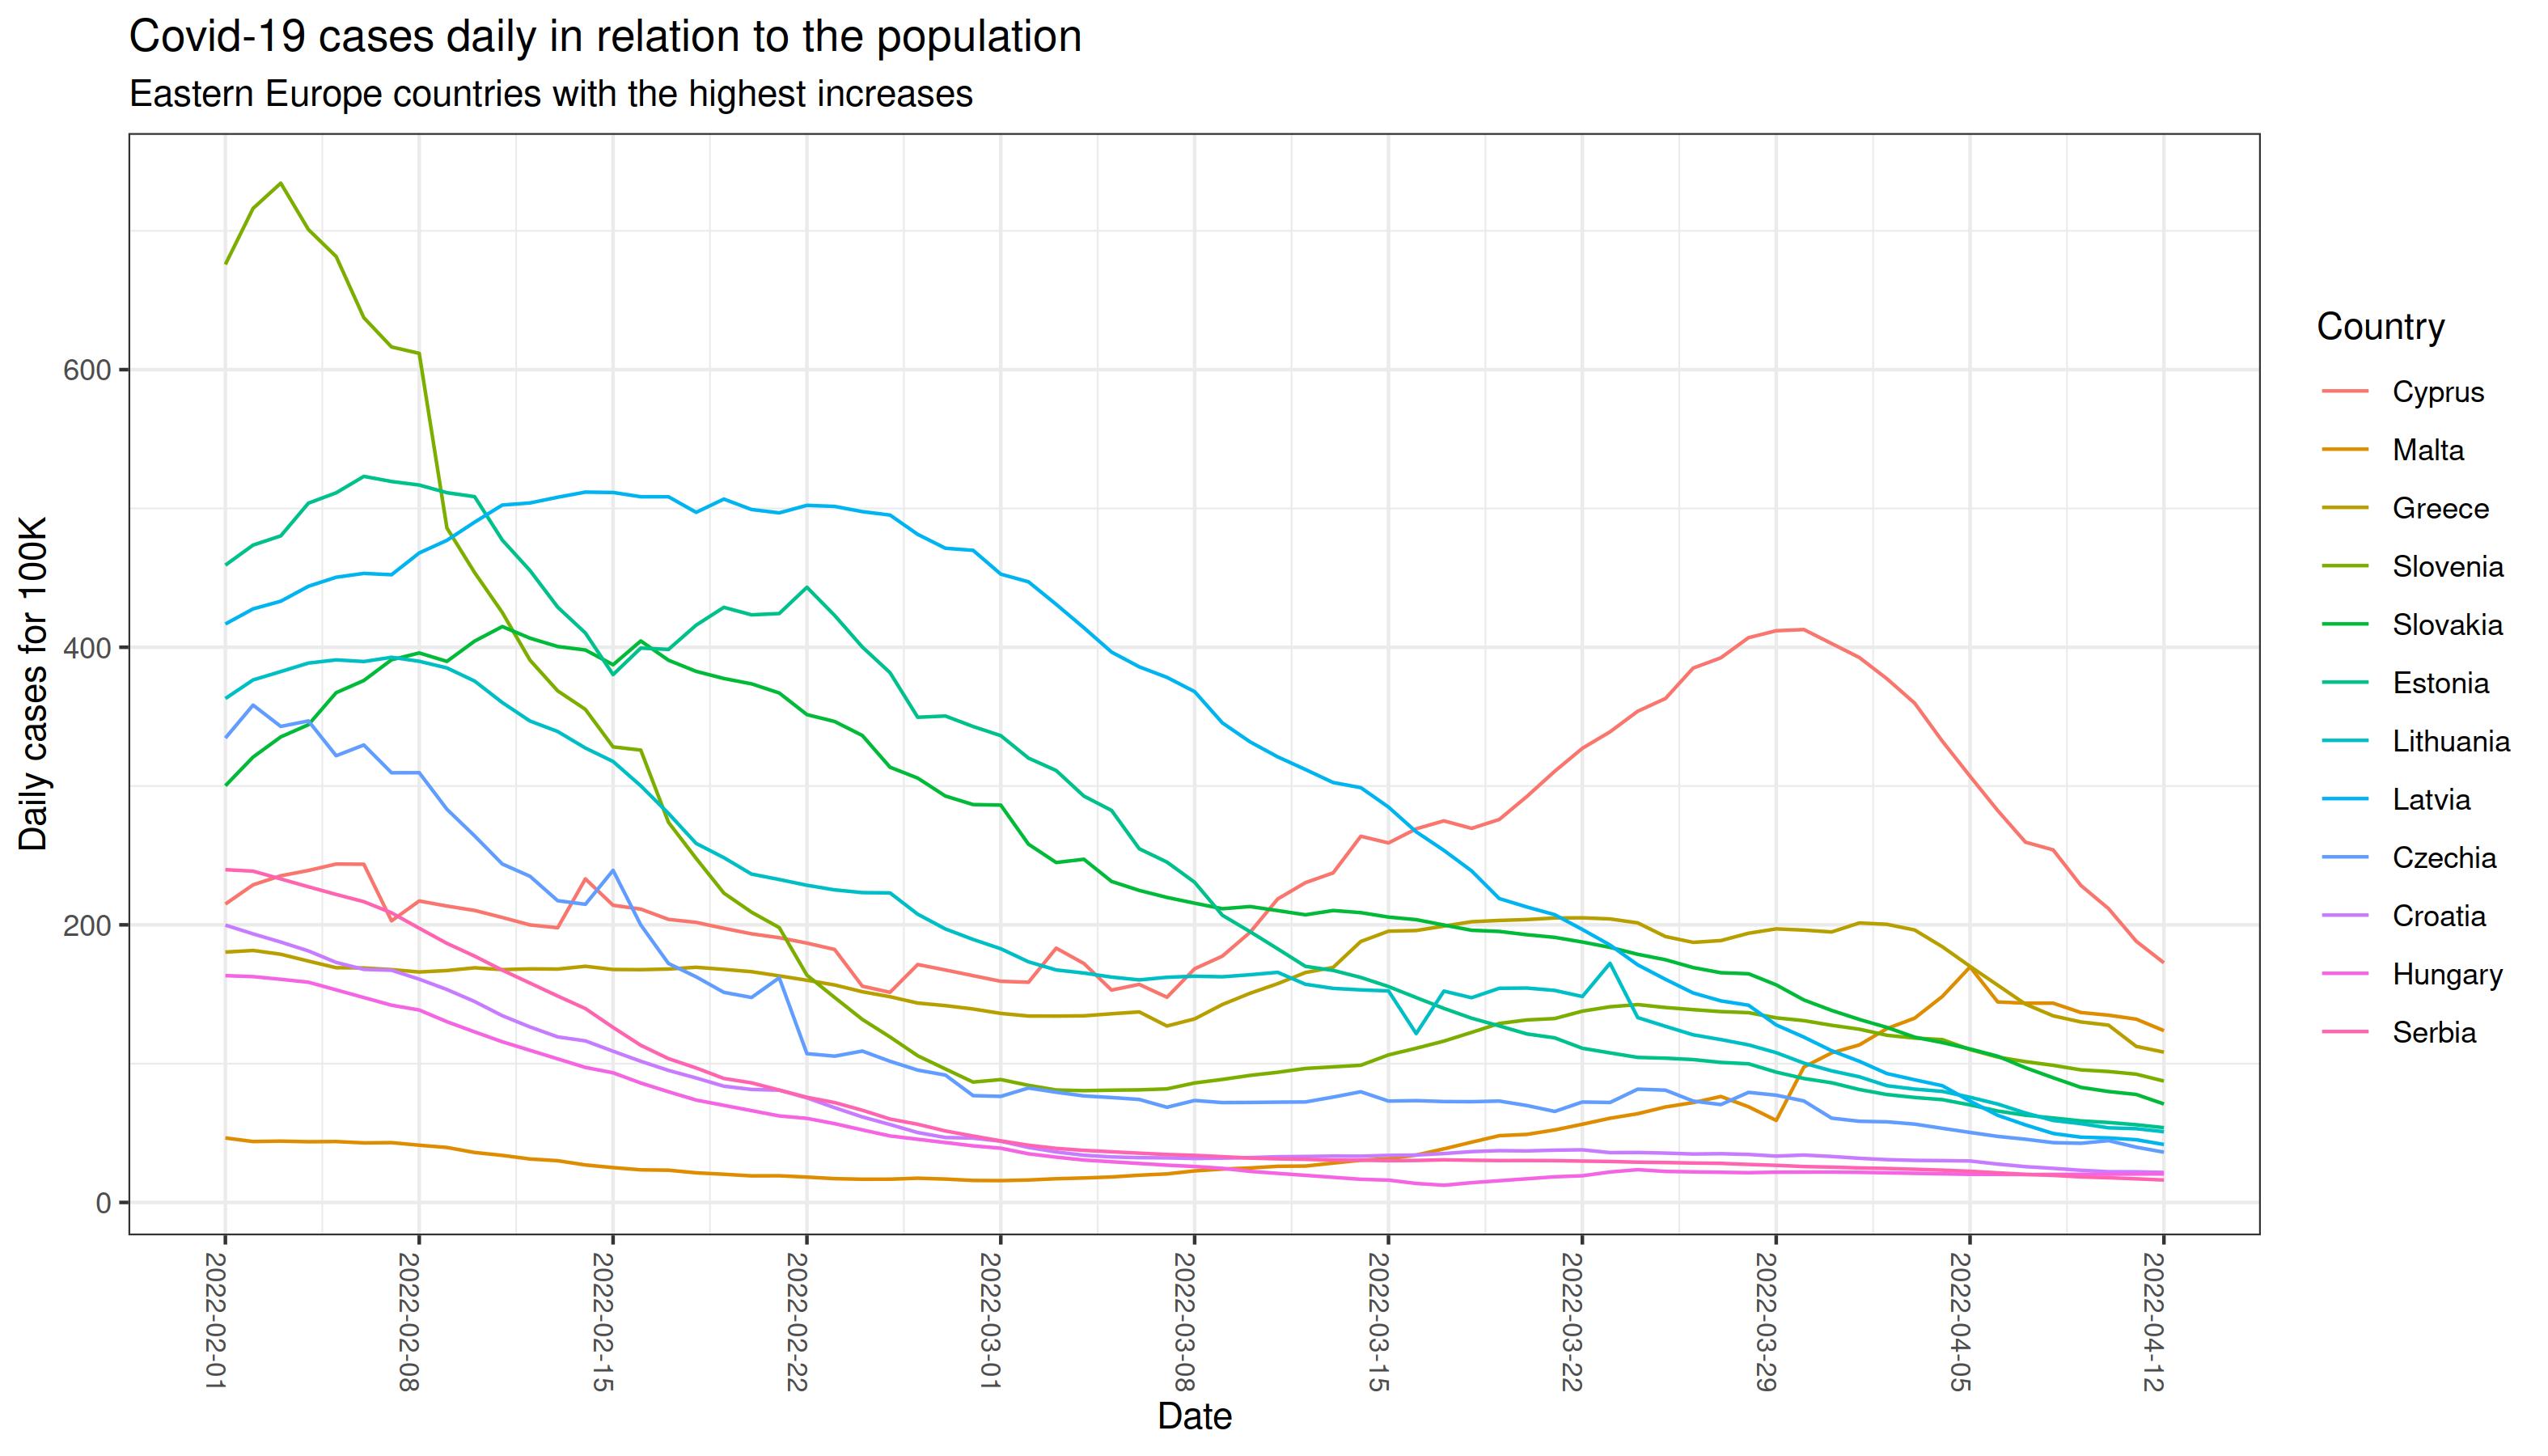 Covid-19 cases daily in relation to the population
Eastern Europe countries with the highest increases
Daily cases for 100K
600
400
200
0
2022-02-01
2022-02-08
2022-02-15
2022-02-22
2022-03-01
2022-03-08
2022-03-15
2022-03-22
2022-03-29
2022-04-05
2022-04-12
Date
Country
Cyprus
Malta
Greece
Slovenia
Slovakia
Estonia
Lithuania
Latvia
Czechia
Croatia
Hungary
Serbia